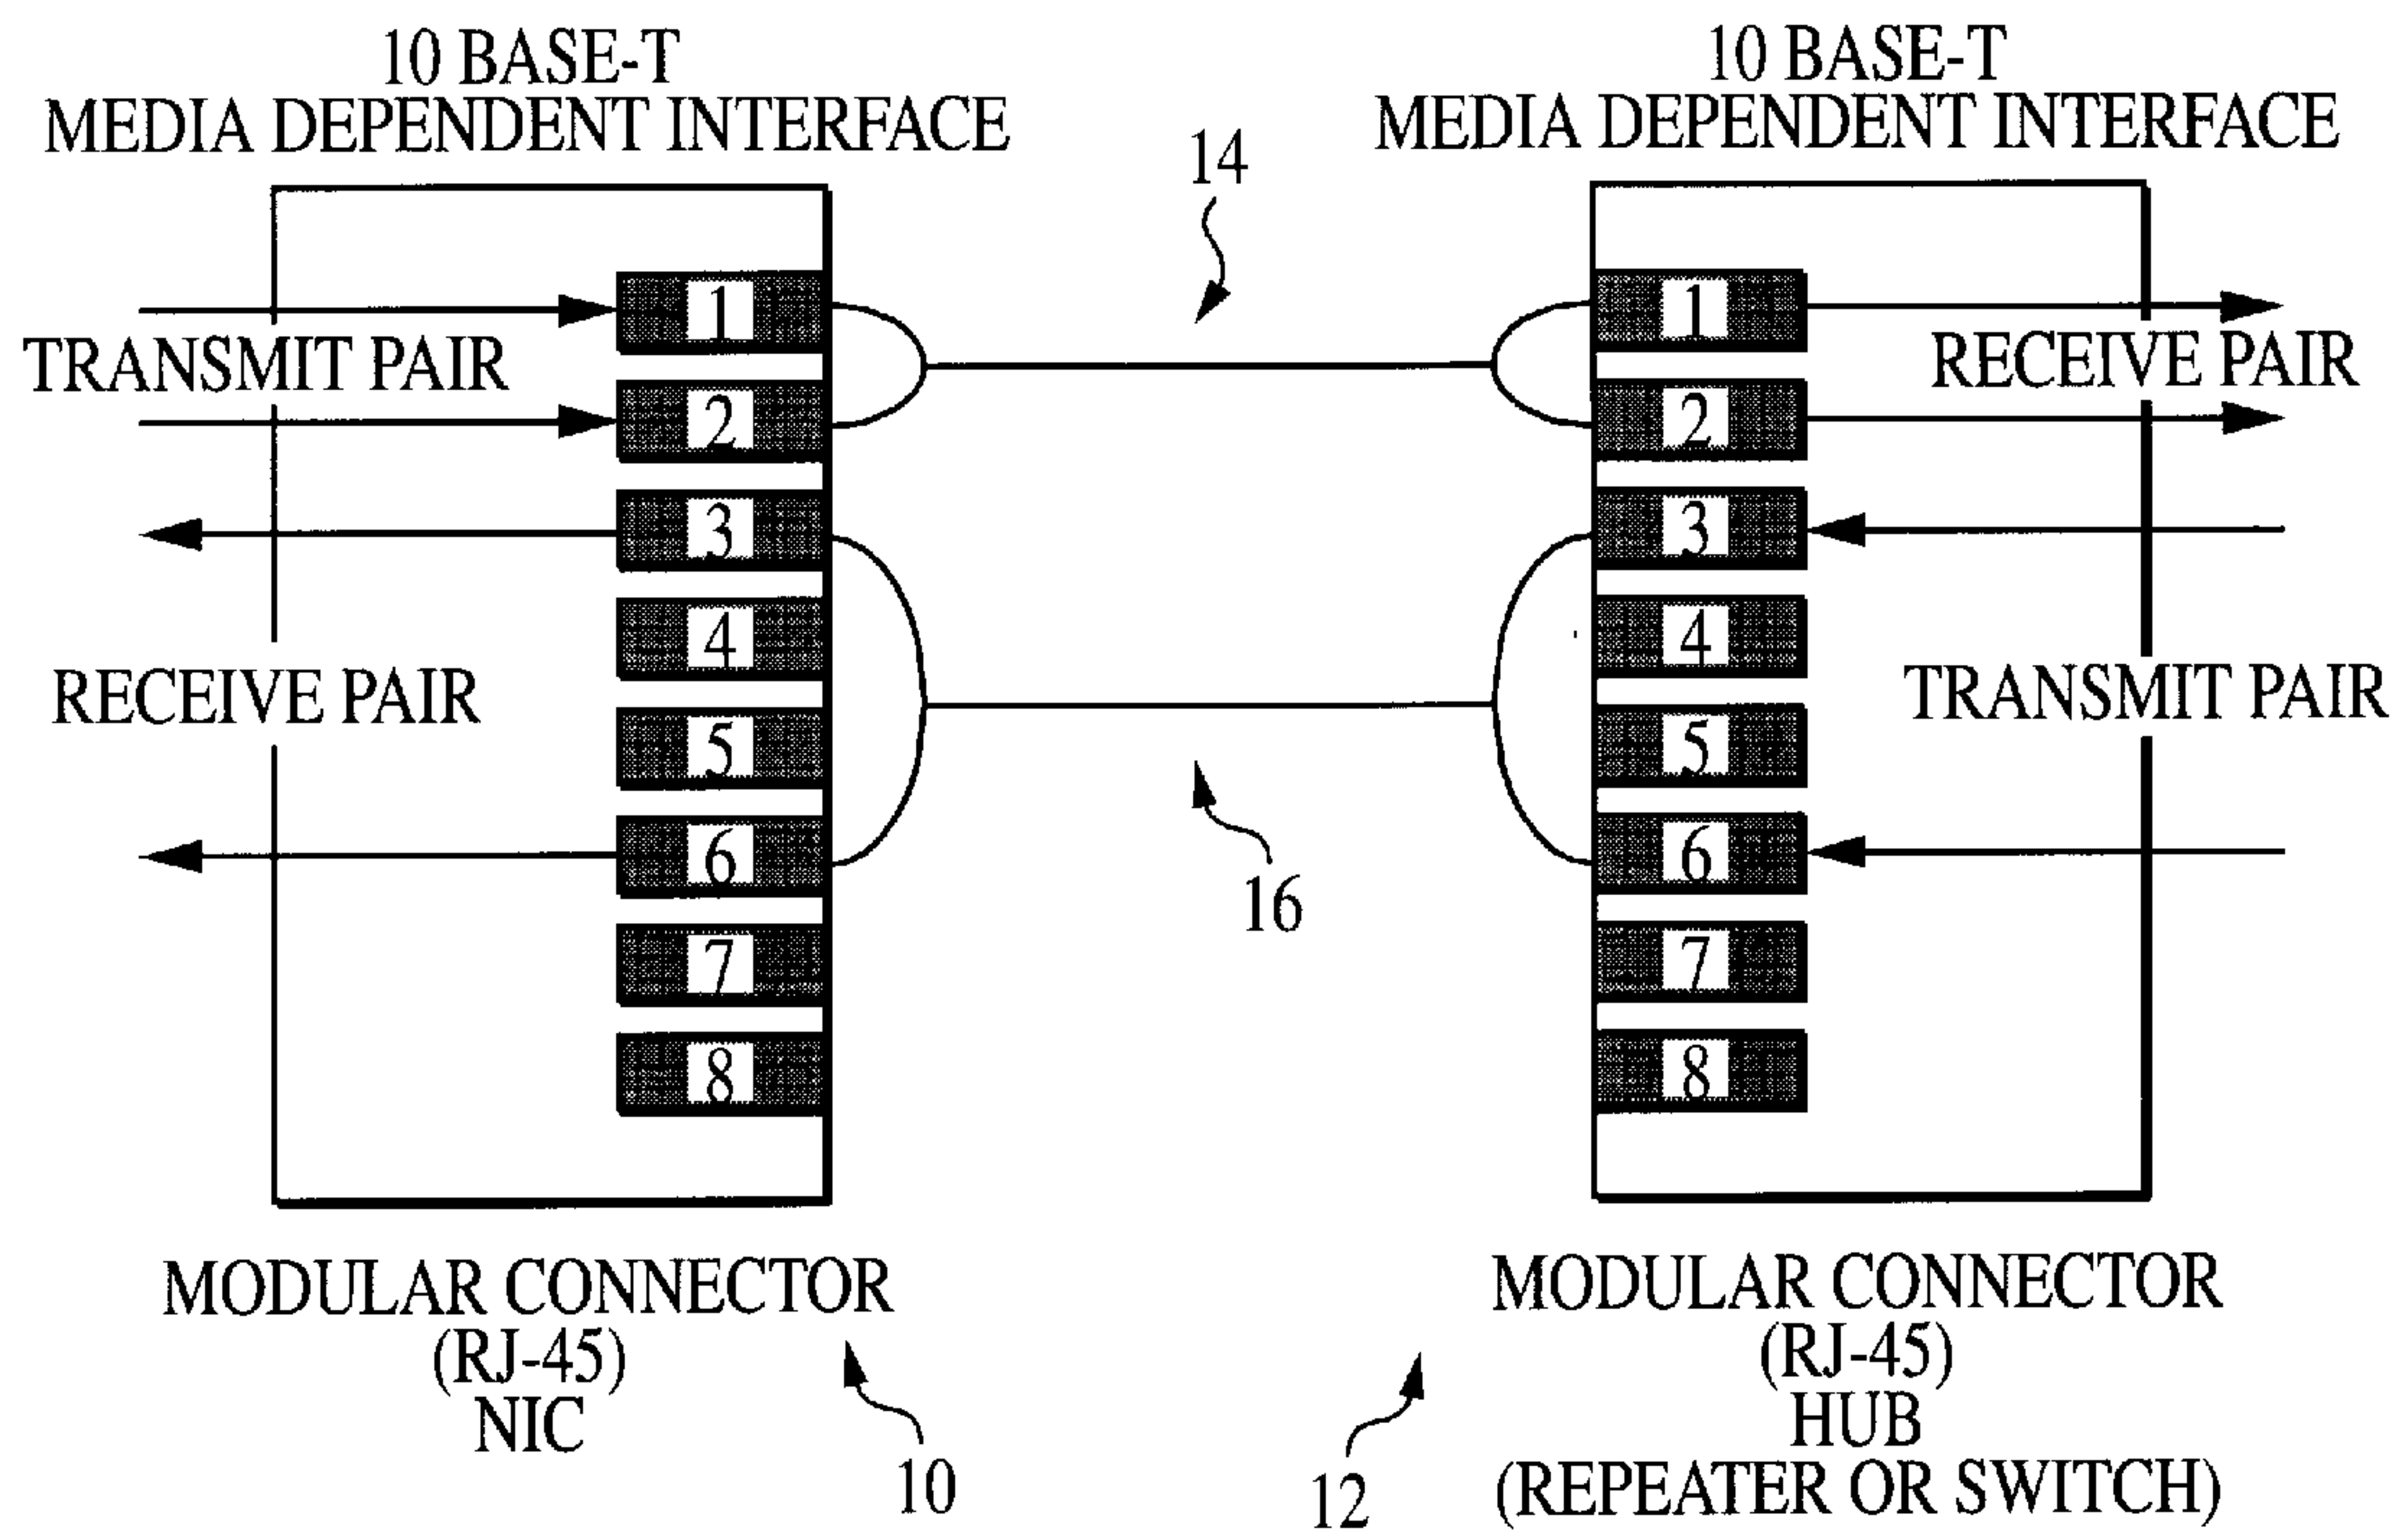 10 BASE-T
MEDIA DEPENDENT INTERFACE
10 BASE-T
MEDIA DEPENDENT INTERFACE
14
TRANSMIT PAIR
RECEIVE PAIR
1
2
3
4
5
6
7
8
16
1
2
3
4
5
6
7
8
RECEIVE PAIR
TRANSMIT PAIR
MODULAR CONNECTOR
(RJ-45)
NIC
10
MODULAR CONNECTOR
(RJ-45)
HUB
(REPEATER OR SWITCH)
12